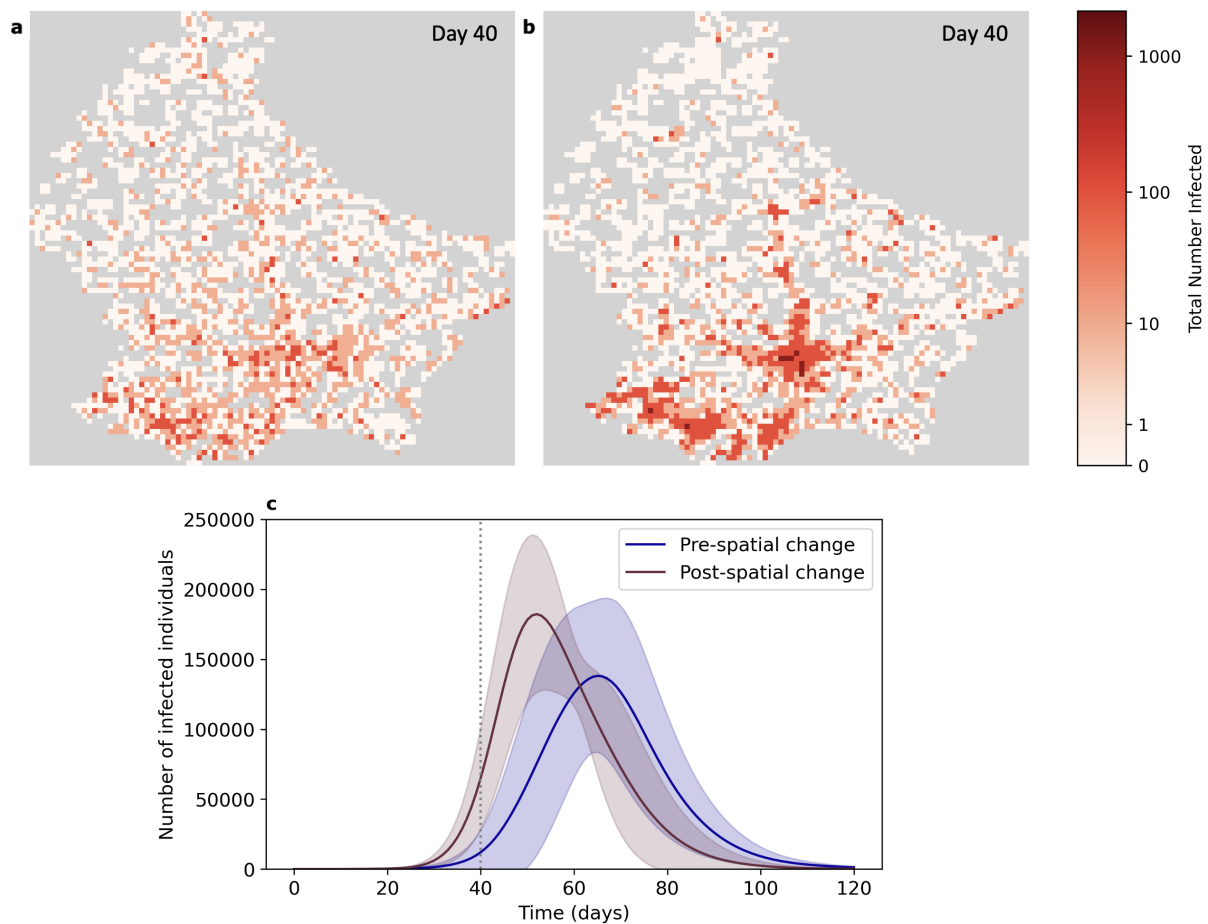 a
Day 40
b
Day 40
1000
100
10
1
0
Total Number Infected
c
250000
200000
150000
100000
50000
0
Number of infected individuals
Pre-spatial change
Post-spatial change
0 20 40 60 80 100 120
Time (days)